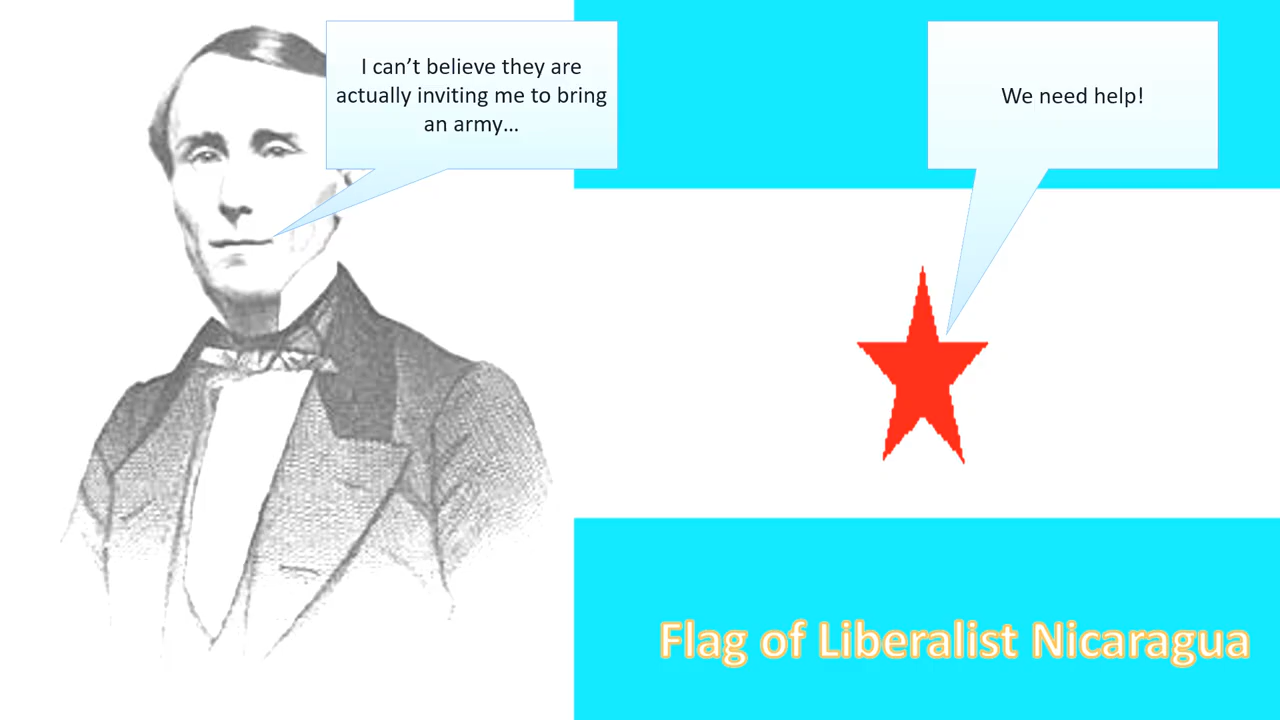 I can’t believe they are
actually inviting me to bring
an army…
We need help!
Flag of Liberalist Nicaragua